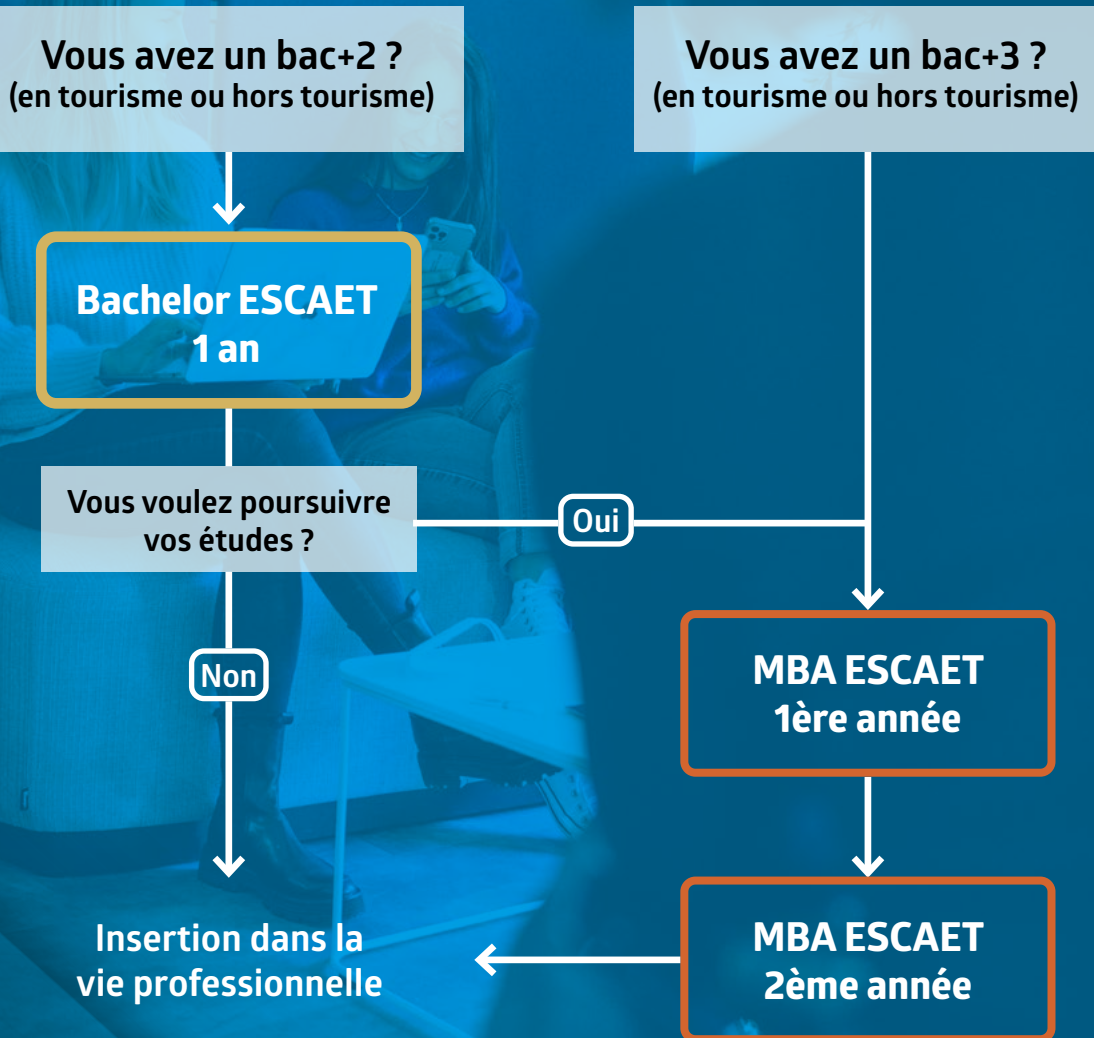 Vous avez un bac+2 ?
(en tourisme ou hors tourisme)
Vous avez un bac+3 ?
(en tourisme ou hors tourisme)
Bachelor ESCAET
1 an
Vous voulez poursuivre
vos études ?
Oui
Non
MBA ESCAET
1ère année
MBA ESCAET
2ème année
Insertion dans la
vie professionnelle